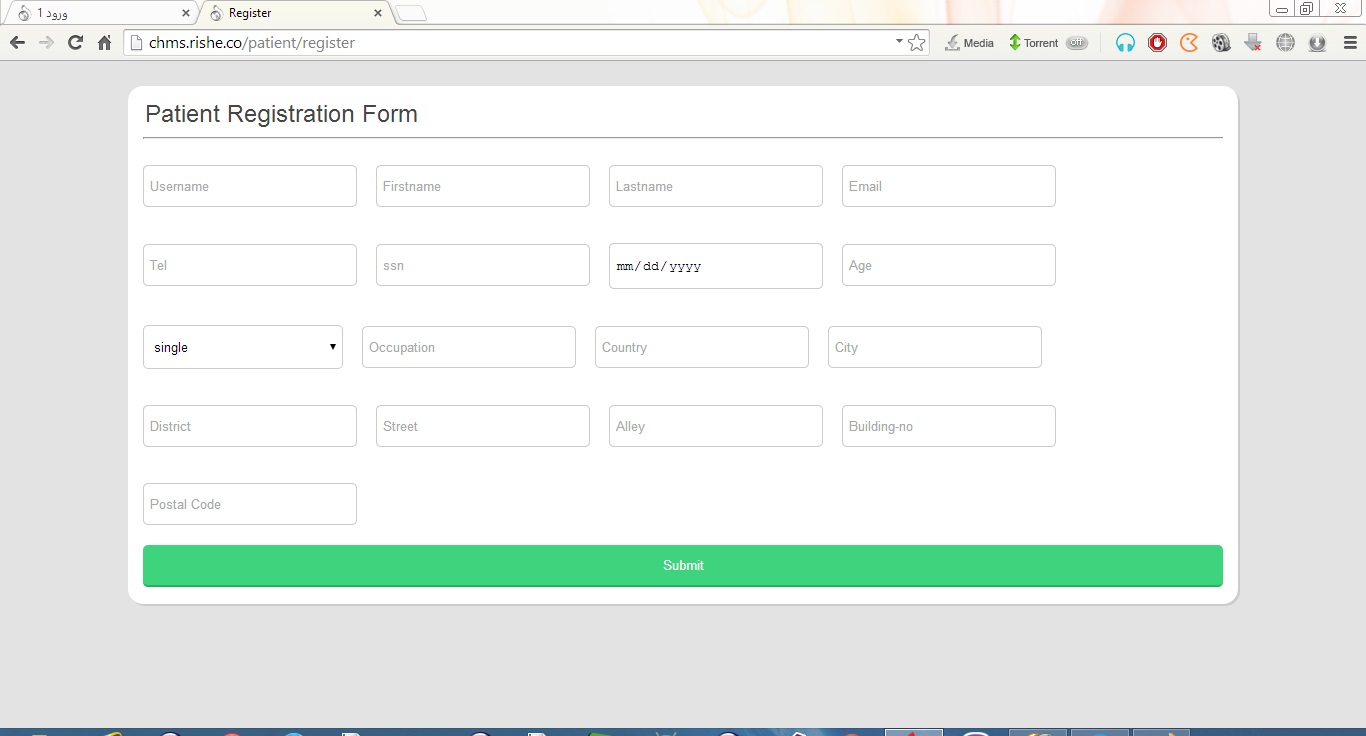 ورود 1
Register
chms.rishe.co/patient/register
Media
Torrent
Off
Patient Registration Form
Username Firstname Lastname Email
Tel ssn mm/dd/yyyy Age
single Occupation Country City
District Street Alley Building-no
Postal Code
Submit